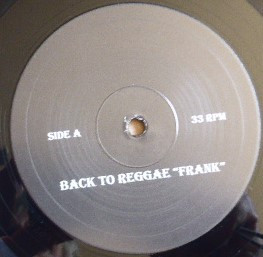 SIDE A
33 RPM
BACK TO REGGAE "FRANK"